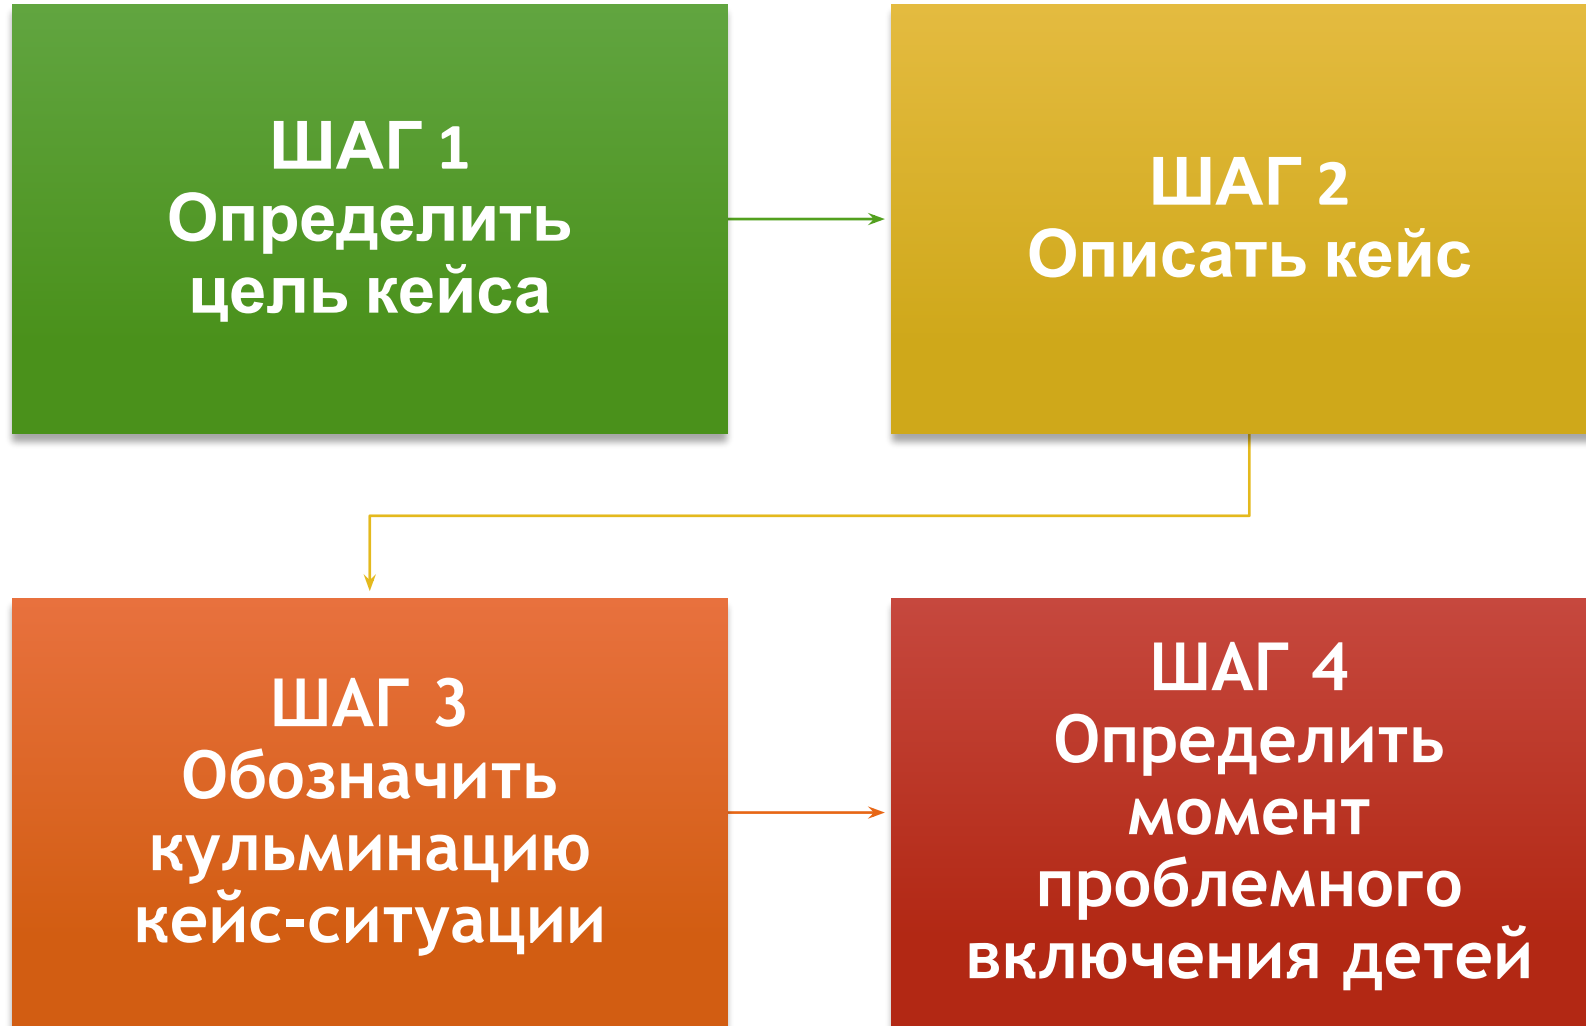 ШАГ 1
Определить
цель кейса
ШАГ 2
Описать кейс
ШАГ 3
Обозначить
кульминацию
кейс-ситуации
ШАГ 4
Определить
момент
проблемного
включения детей